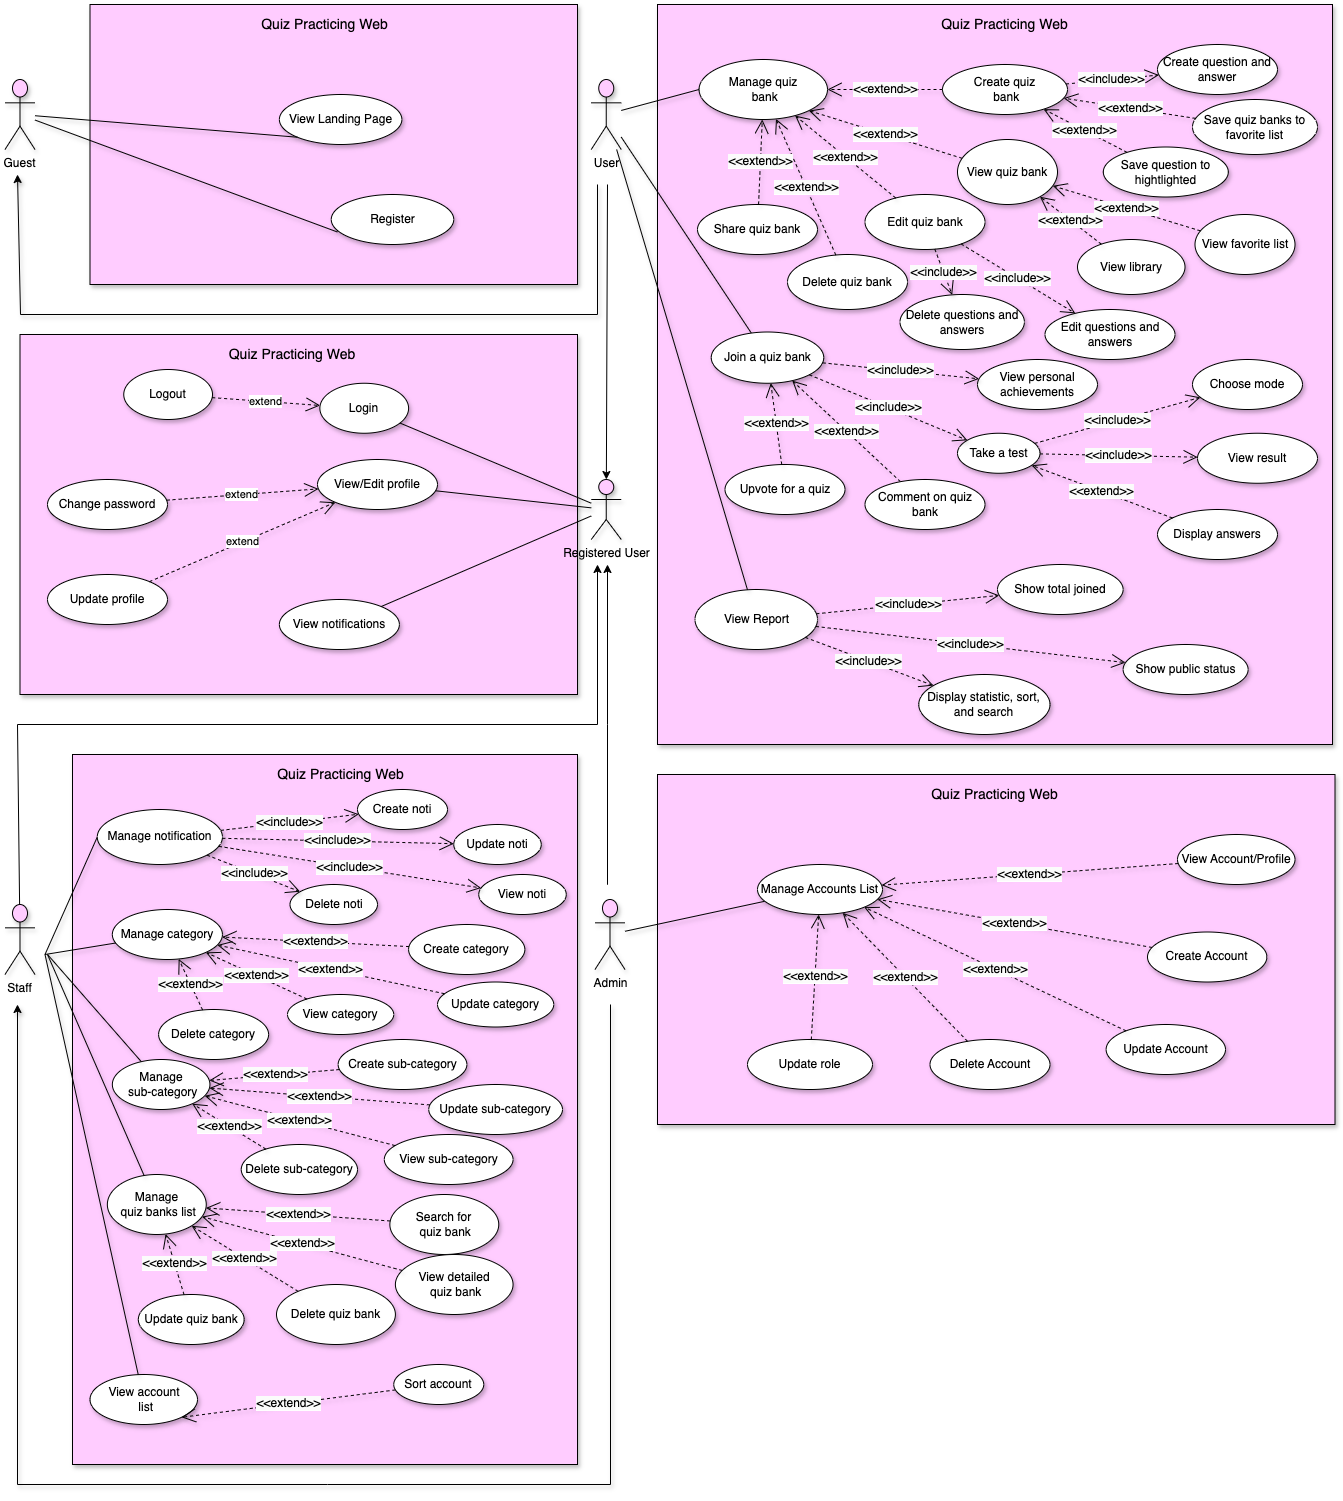 Quiz Practicing Web
View Landing Page
Register
Guest
User
Quiz Practicing Web
Manage quiz
bank
<<extend>>
Create quiz
bank
<<include>>
Create question and
answer
<<extend>>
Save quiz banks to
favorite list
<<extend>>
Save question to
hightlighted
<<extend>>
View quiz bank
<<extend>>
View favorite list
<<extend>>
View library
<<extend>>
Share quiz bank
<<extend>>
Delete quiz bank
<<extend>>
Edit quiz bank
<<include>>
Delete questions and
answers
<<include>>
Edit questions and
answers
Join a quiz bank
<<include>>
View personal
achievements
<<include>>
Take a test
<<include>>
Choose mode
<<include>>
View result
<<extend>>
Display answers
<<extend>>
Upvote for a quiz
<<extend>>
Comment on quiz
bank
View Report
<<include>>
Show total joined
<<include>>
Show public status
<<include>>
Display statistic, sort,
and search
Quiz Practicing Web
Logout
extend
Login
Change password
extend
View/Edit profile
extend
Update profile
View notifications
Registered User
Quiz Practicing Web
Manage notification
<<include>>
Create noti
<<include>>
Update noti
<<include>>
View noti
<<include>>
Delete noti
Manage category
<<extend>>
Create category
<<extend>>
Update category
<<extend>>
View category
<<extend>>
Delete category
Staff
Manage
sub-category
<<extend>>
Create sub-category
<<extend>>
Update sub-category
<<extend>>
View sub-category
<<extend>>
Delete sub-category
Manage
quiz banks list
<<extend>>
Search for
quiz bank
<<extend>>
View detailed
quiz bank
<<extend>>
Delete quiz bank
<<extend>>
Update quiz bank
View account
list
<<extend>>
Sort account
Admin
Quiz Practicing Web
Manage Accounts List
<<extend>>
View Account/Profile
<<extend>>
Create Account
<<extend>>
Update Account
<<extend>>
Delete Account
<<extend>>
Update role